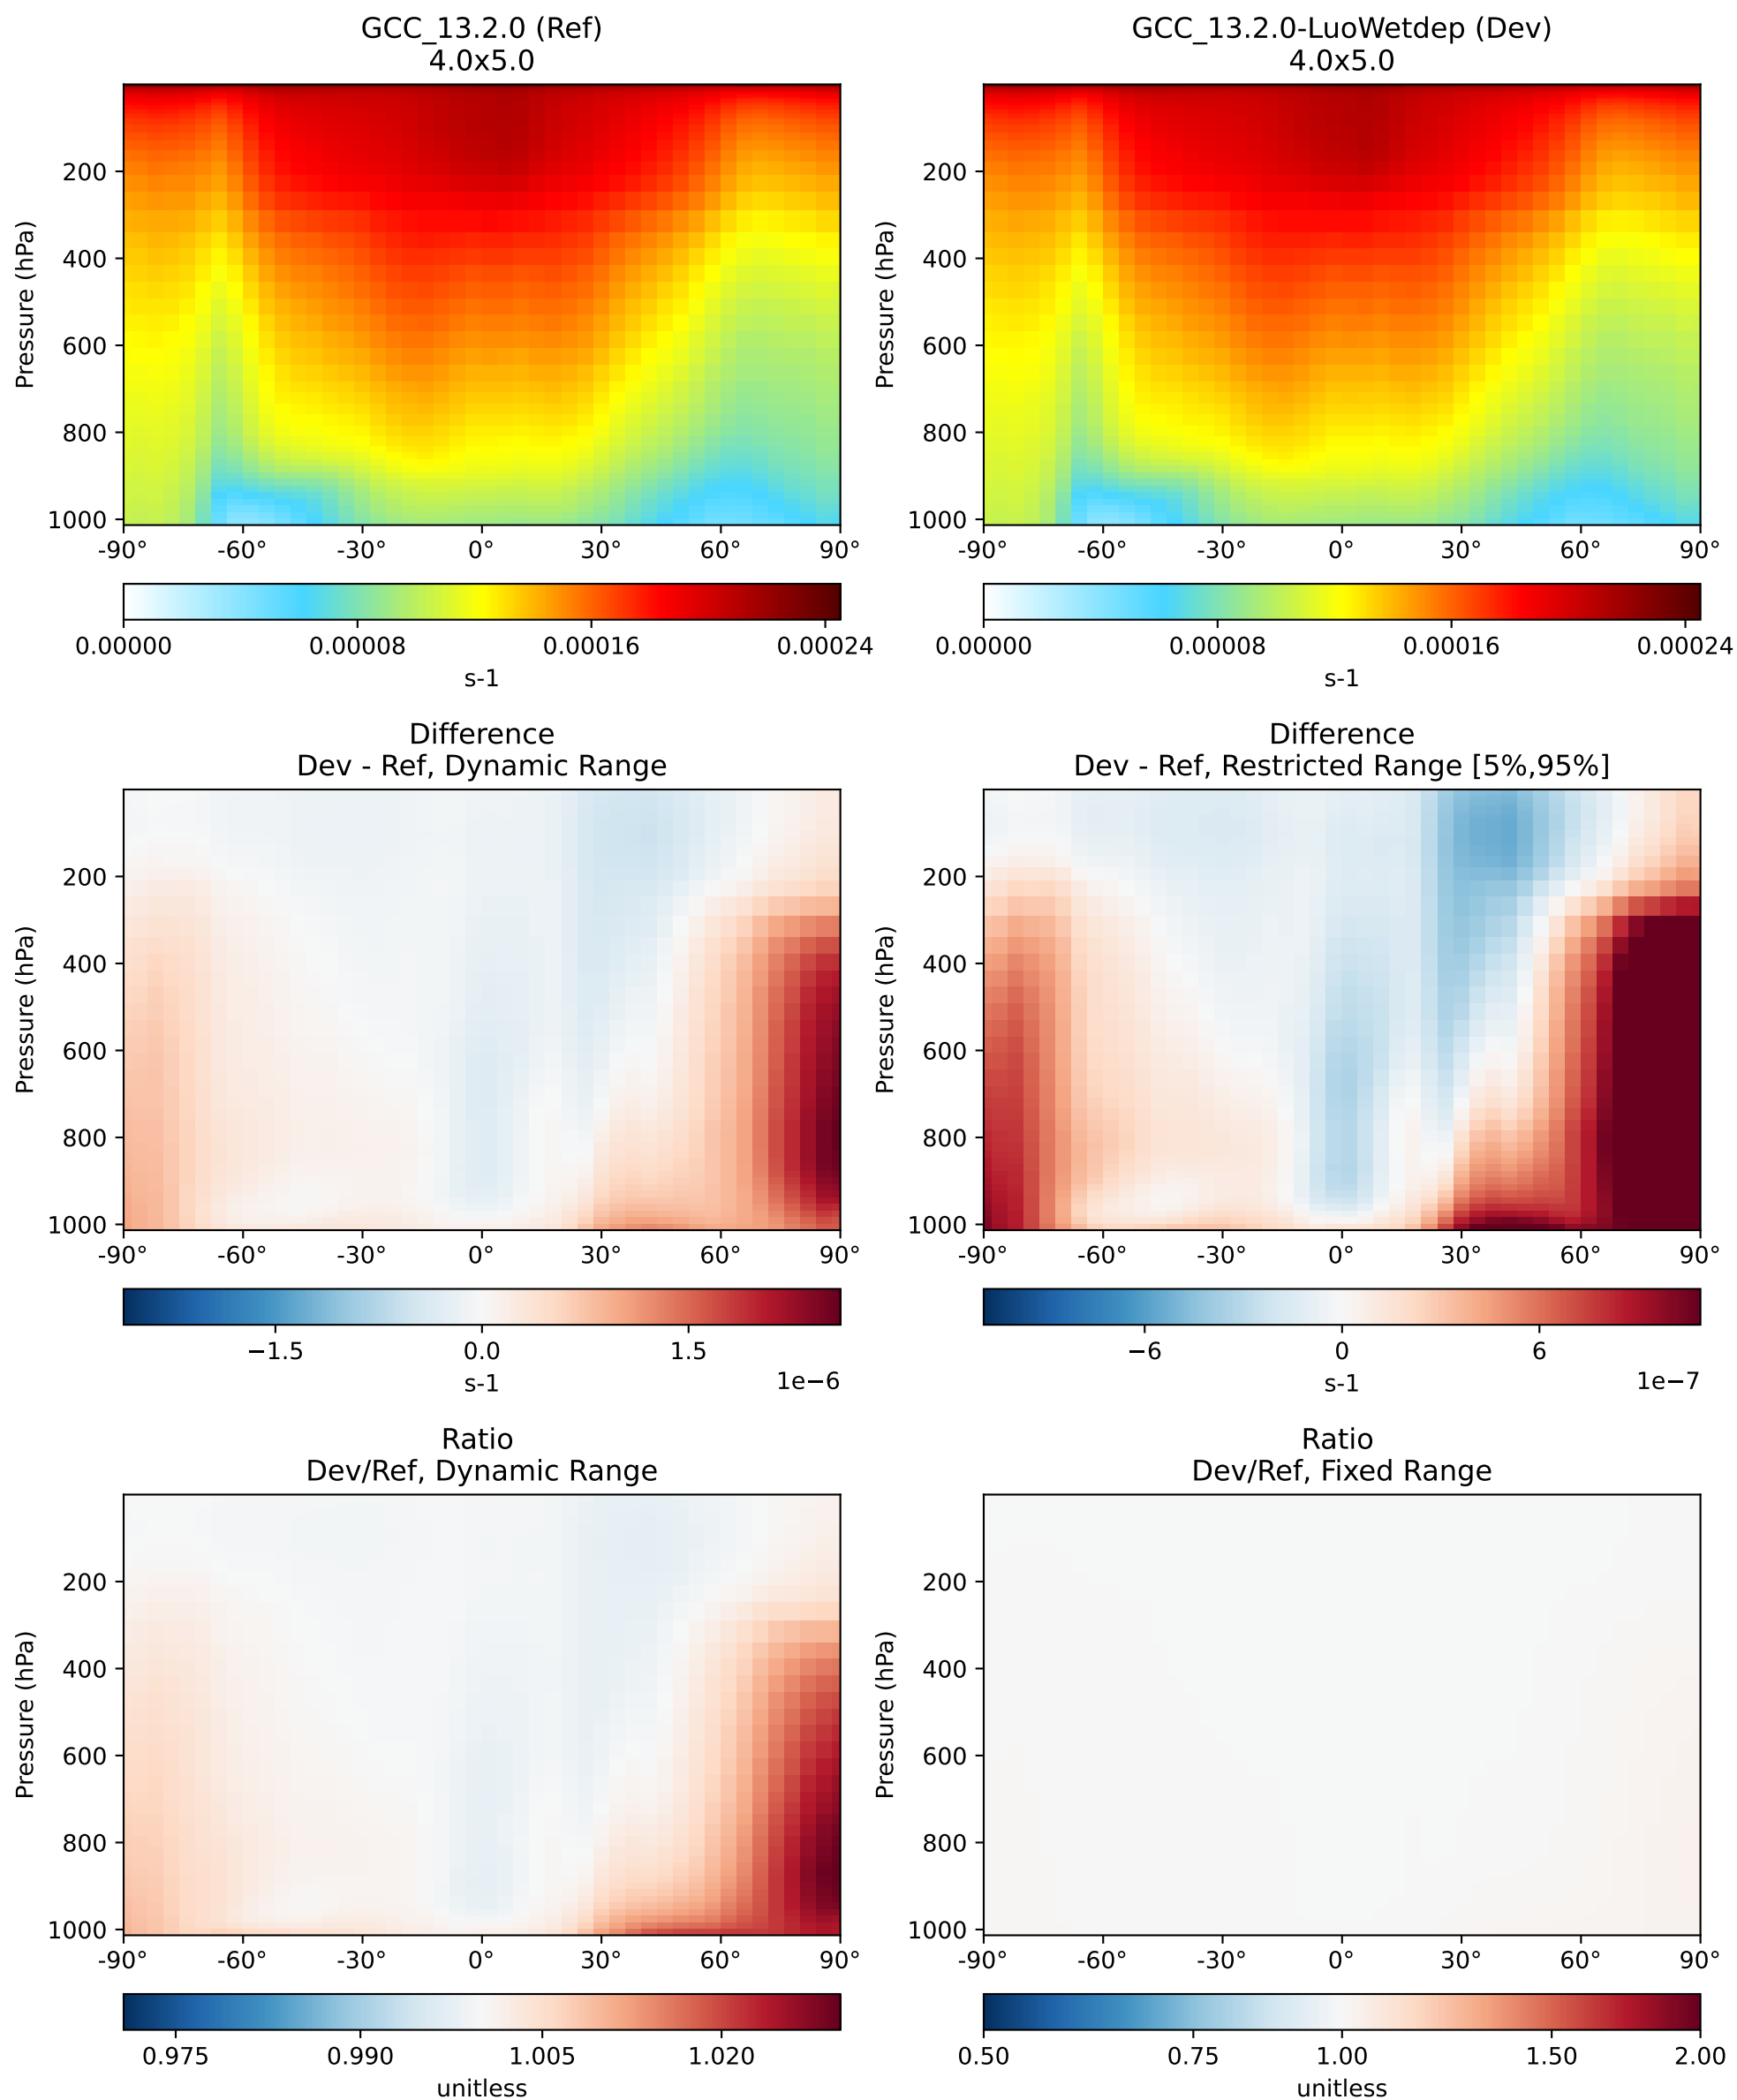 GCC_13.2.0 (Ref)
4.0x5.0
GCC_13.2.0-LuoWetdep (Dev)
4.0x5.0
Pressure (hPa)
200
400
600
800
1000
-90° -60° -30° 0° 30° 60° 90°
Pressure (hPa)
200
400
600
800
1000
-90° -60° -30° 0° 30° 60° 90°
0.00000 0.00008 0.00016 0.00024
s-1
0.00000 0.00008 0.00016 0.00024
s-1
Difference
Dev - Ref, Dynamic Range
Difference
Dev - Ref, Restricted Range [5%,95%]
Pressure (hPa)
200
400
600
800
1000
-90° -60° -30° 0° 30° 60° 90°
Pressure (hPa)
200
400
600
800
1000
-90° -60° -30° 0° 30° 60° 90°
−1.5 0.0 1.5
s-1 1e−6
−6 0 6
s-1 1e−7
Ratio
Dev/Ref, Dynamic Range
Ratio
Dev/Ref, Fixed Range
Pressure (hPa)
200
400
600
800
1000
-90° -60° -30° 0° 30° 60° 90°
Pressure (hPa)
200
400
600
800
1000
-90° -60° -30° 0° 30° 60° 90°
0.975 0.990 1.005 1.020
unitless
0.50 0.75 1.00 1.50 2.00
unitless